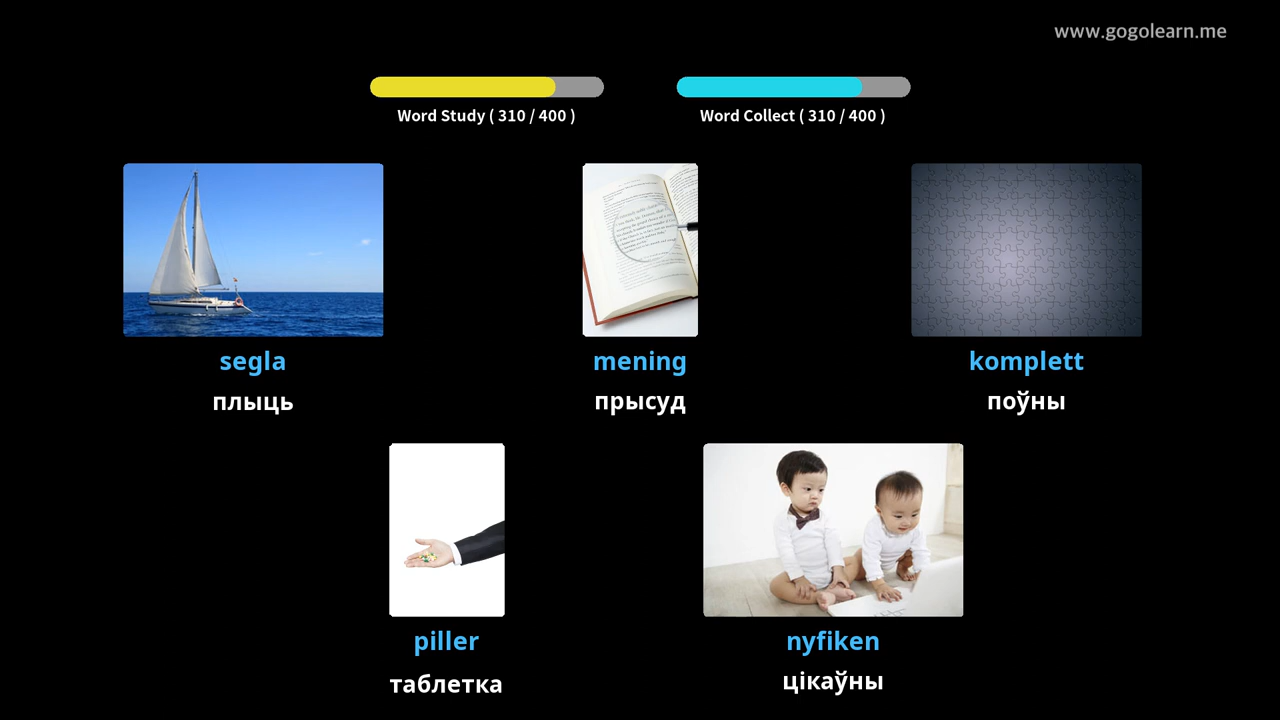 www.gogolearn.me
Word Study ( 310 / 400 )
Word Collect ( 310 / 400 )
segla
плыць
mening
прысуд
komplett
поўны
piller
таблетка
nyfiken
цікаўны